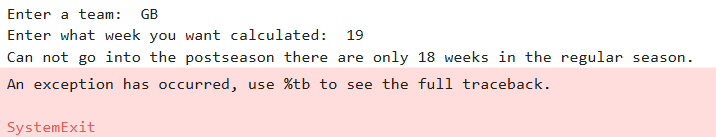 Enter a team:  GB
Enter what week you want calculated:  19
Can not go into the postseason there are only 18 weeks in the regular season.
An exception has occurred, use %tb to see the full traceback.
SystemExit